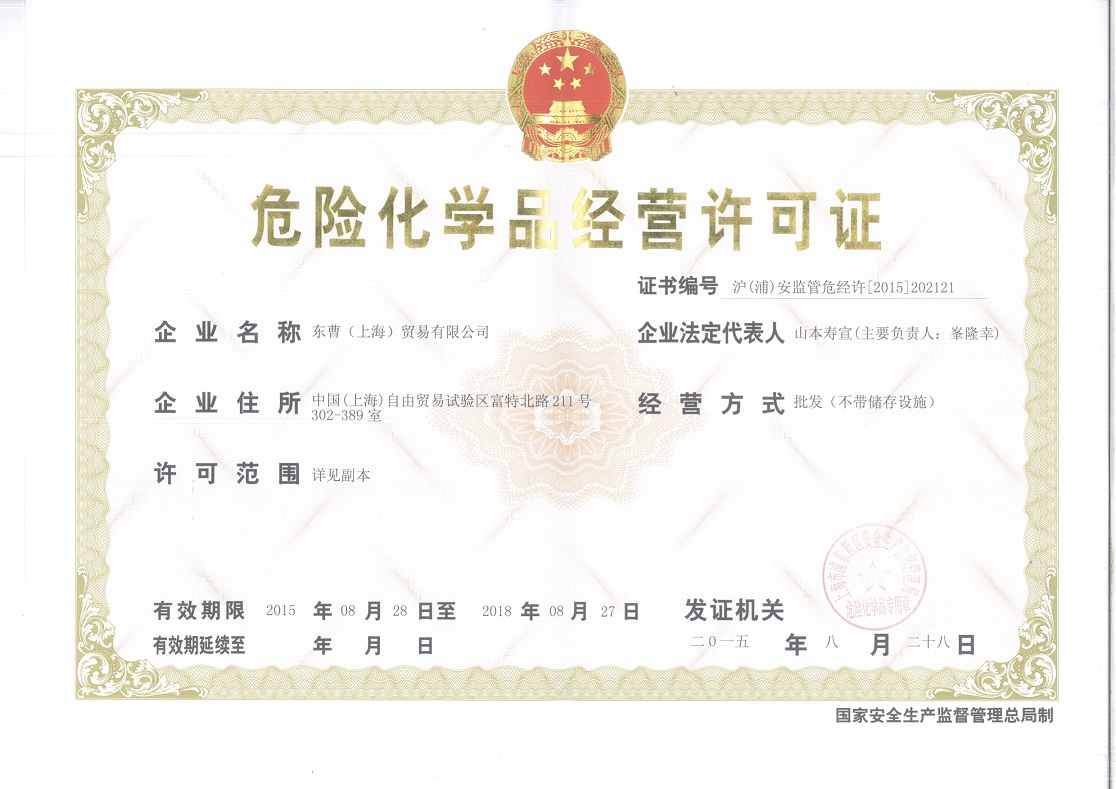 危险化学品经营许可证
证书编号 沪(浦)安监管危经许[2015]202121
企业名称 东曹（上海）贸易有限公司
企业法定代表人 山本寿宣(主要负责人: 峯隆幸)
企业住所 中国(上海)自由贸易试验区富特北路211号
302-389室
经营方式 批发（不带储存设施）
许可范围 详见副本
有效期限 2015 年 08 月 28 日至 2018 年 08 月 27 日
发证机关
有效期延续至 年 月 日
二〇一五 年 八 月 二十八 日
危险化学品专用章
国家安全生产监督管理总局制